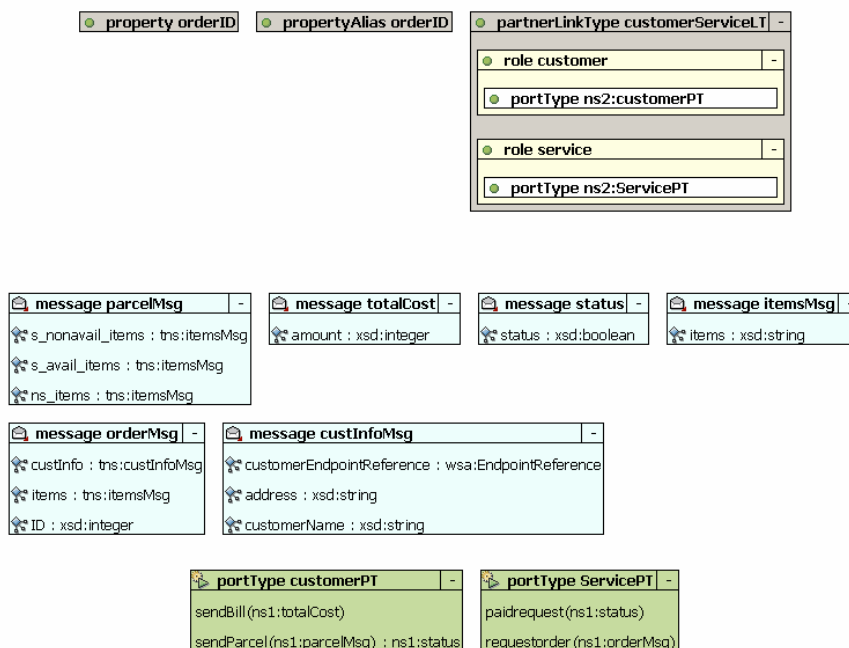 property orderID
propertyAlias orderID
partnerLinkType customerServiceLT -
role customer -
portType ns2:customerPT
role service -
portType ns2:ServicePT
message parcelMsg -
s_nonavail_items : tns:itemsMsg
s_avail_items : tns:itemsMsg
ns_items : tns:itemsMsg
message totalCost -
amount : xsd:integer
message status -
status : xsd:boolean
message itemsMsg -
items : xsd:string
message orderMsg -
custInfo : tns:custInfoMsg
items : tns:itemsMsg
ID : xsd:integer
message custInfoMsg -
customerEndpointReference : wsa:EndpointReference
address : xsd:string
customerName : xsd:string
portType customerPT -
sendBill(ns1:totalCost)
sendParcel(ns1:parcelMsg) : ns1:status
portType ServicePT -
paidrequest(ns1:status)
requestorder(ns1:orderMsg)